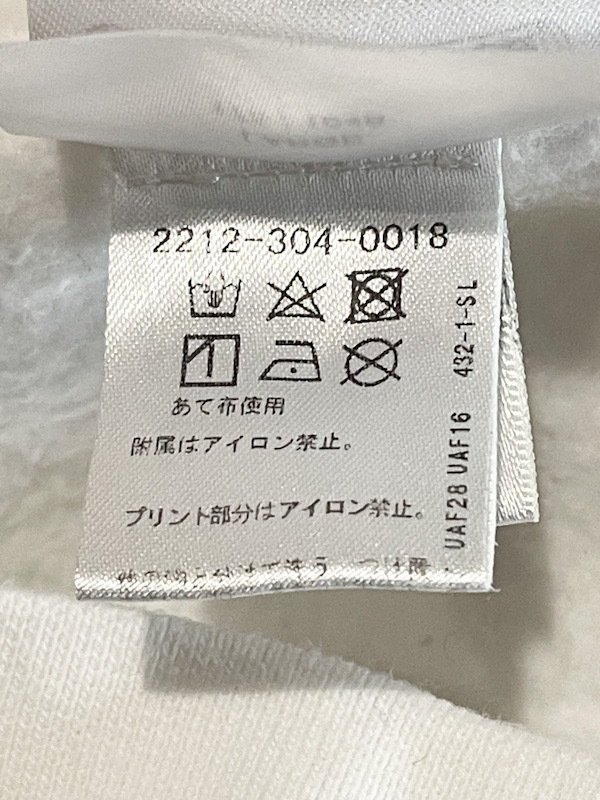 2212-304-0018
あて布使用
附属はアイロン禁止。
プリント部分はアイロン禁止。
UAF28 UAF16 432-1-SL